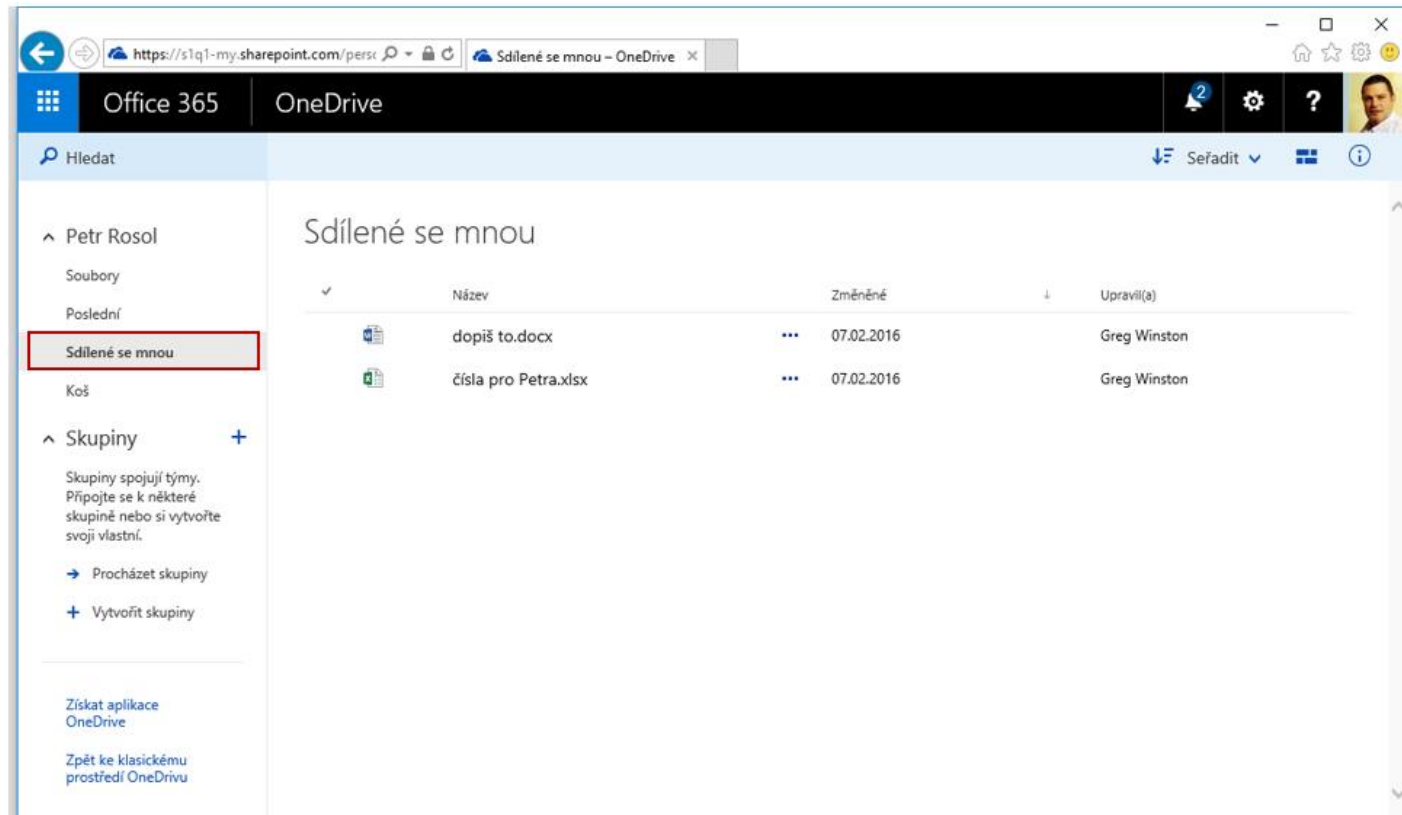 https://s1q1-my.sharepoint.com/persc
Sdílené se mnou – OneDrive
Office 365
OneDrive
2
?
Hledat
Seřadit
Petr Rosol
Soubory
Poslední
Sdílené se mnou
Koš
Skupiny
Skupiny spojují týmy.
Připojte se k některé
skupině nebo si vytvořte
svoji vlastní.
Procházet skupiny
Vytvořit skupiny
Získat aplikace
OneDrive
Zpět ke klasickému
prostředí OneDrivu
Sdílené se mnou
Název Změněné Upravil(a)
dopiš to.docx 07.02.2016 Greg Winston
čísla pro Petra.xlsx 07.02.2016 Greg Winston